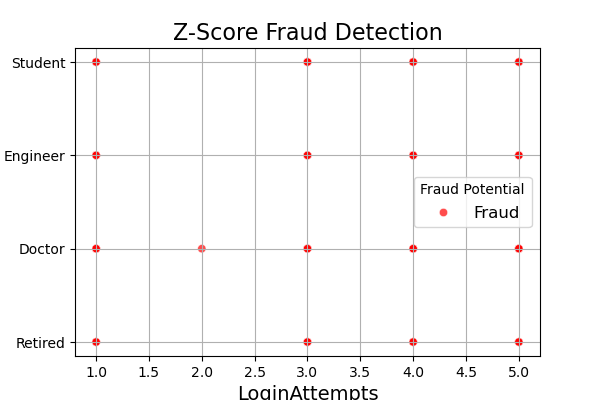 Z-Score Fraud Detection
Student
Engineer
Doctor
Retired
Fraud Potential
Fraud
1.0 1.5 2.0 2.5 3.0 3.5 4.0 4.5 5.0
LoginAttempts